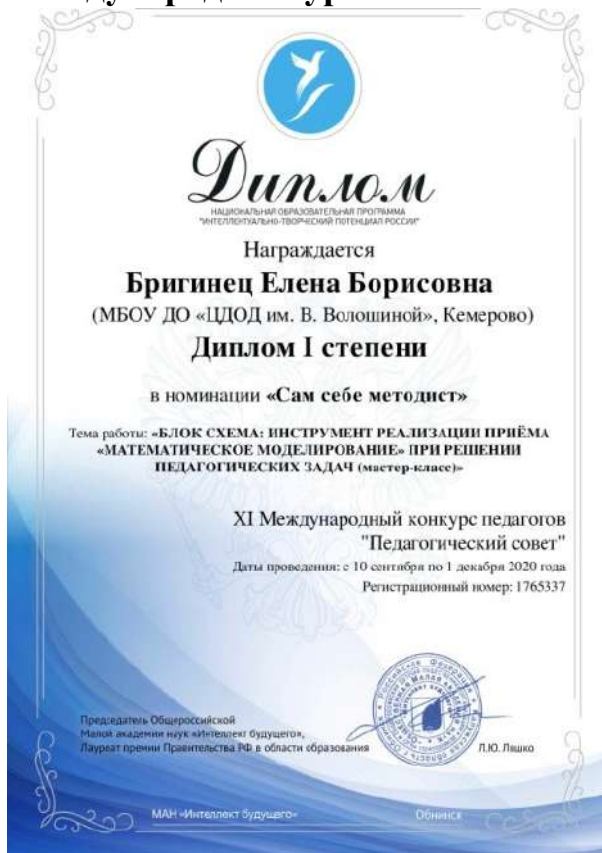 Диплом
НАЦИОНАЛЬНАЯ ОБРАЗОВАТЕЛЬНАЯ ПРОГРАММА
"ИНТЕЛЛЕКТУАЛЬНО-ТВОРЧЕСКИЙ ПОТЕНЦИАЛ РОССИИ"
Награждается
Бригинец Елена Борисовна
(МБОУ ДО «ЦДОД им. В. Волошиной», Кемерово)
Диплом I степени
в номинации «Сам себе методист»
Тема работы: «БЛОК СХЕМА: ИНСТРУМЕНТ РЕАЛИЗАЦИИ ПРИЁМА
«МАТЕМАТИЧЕСКОЕ МОДЕЛИРОВАНИЕ» ПРИ РЕШЕНИИ
ПЕДАГОГИЧЕСКИХ ЗАДАЧ (мастер-класс)»
XI Международный конкурс педагогов
"Педагогический совет"
Даты проведения: с 10 сентября по 1 декабря 2020 года
Регистрационный номер: 1765337
Председатель Общероссийской
Малой академии наук «Интеллект будущего»,
Лауреат премии Правительства РФ в области образования
Л.Ю. Ляшко
МАН «Интеллект будущего»
Обнинск